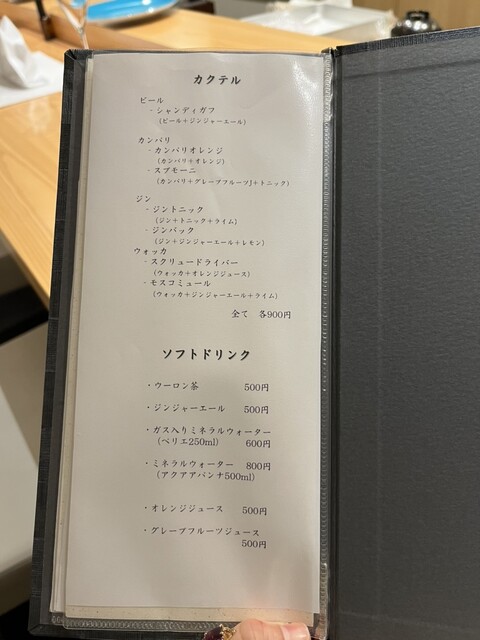 カクテル
ビール
・シャンディガフ
(ビール＋ジンジャーエール)
カンパリ
・カンパリオレンジ
(カンパリ＋オレンジ)
・スプモーニ
(カンパリ＋グレープフルーツJ＋トニック)
ジン
・ジントニック
(ジン＋トニック＋ライム)
・ジンバック
(ジン＋ジンジャーエール＋レモン)
ウォッカ
・スクリュードライバー
(ウォッカ＋オレンジジュース)
・モスコミュール
(ウォッカ＋ジンジャーエール＋ライム)
全て 各900円
ソフトドリンク
・ウーロン茶 500円
・ジンジャーエール 500円
・ガス入りミネラルウォーター
(ペリエ250ml) 600円
・ミネラルウォーター 800円
(アクアアパンナ500ml)
・オレンジジュース 500円
・グレープフルーツジュース
500円